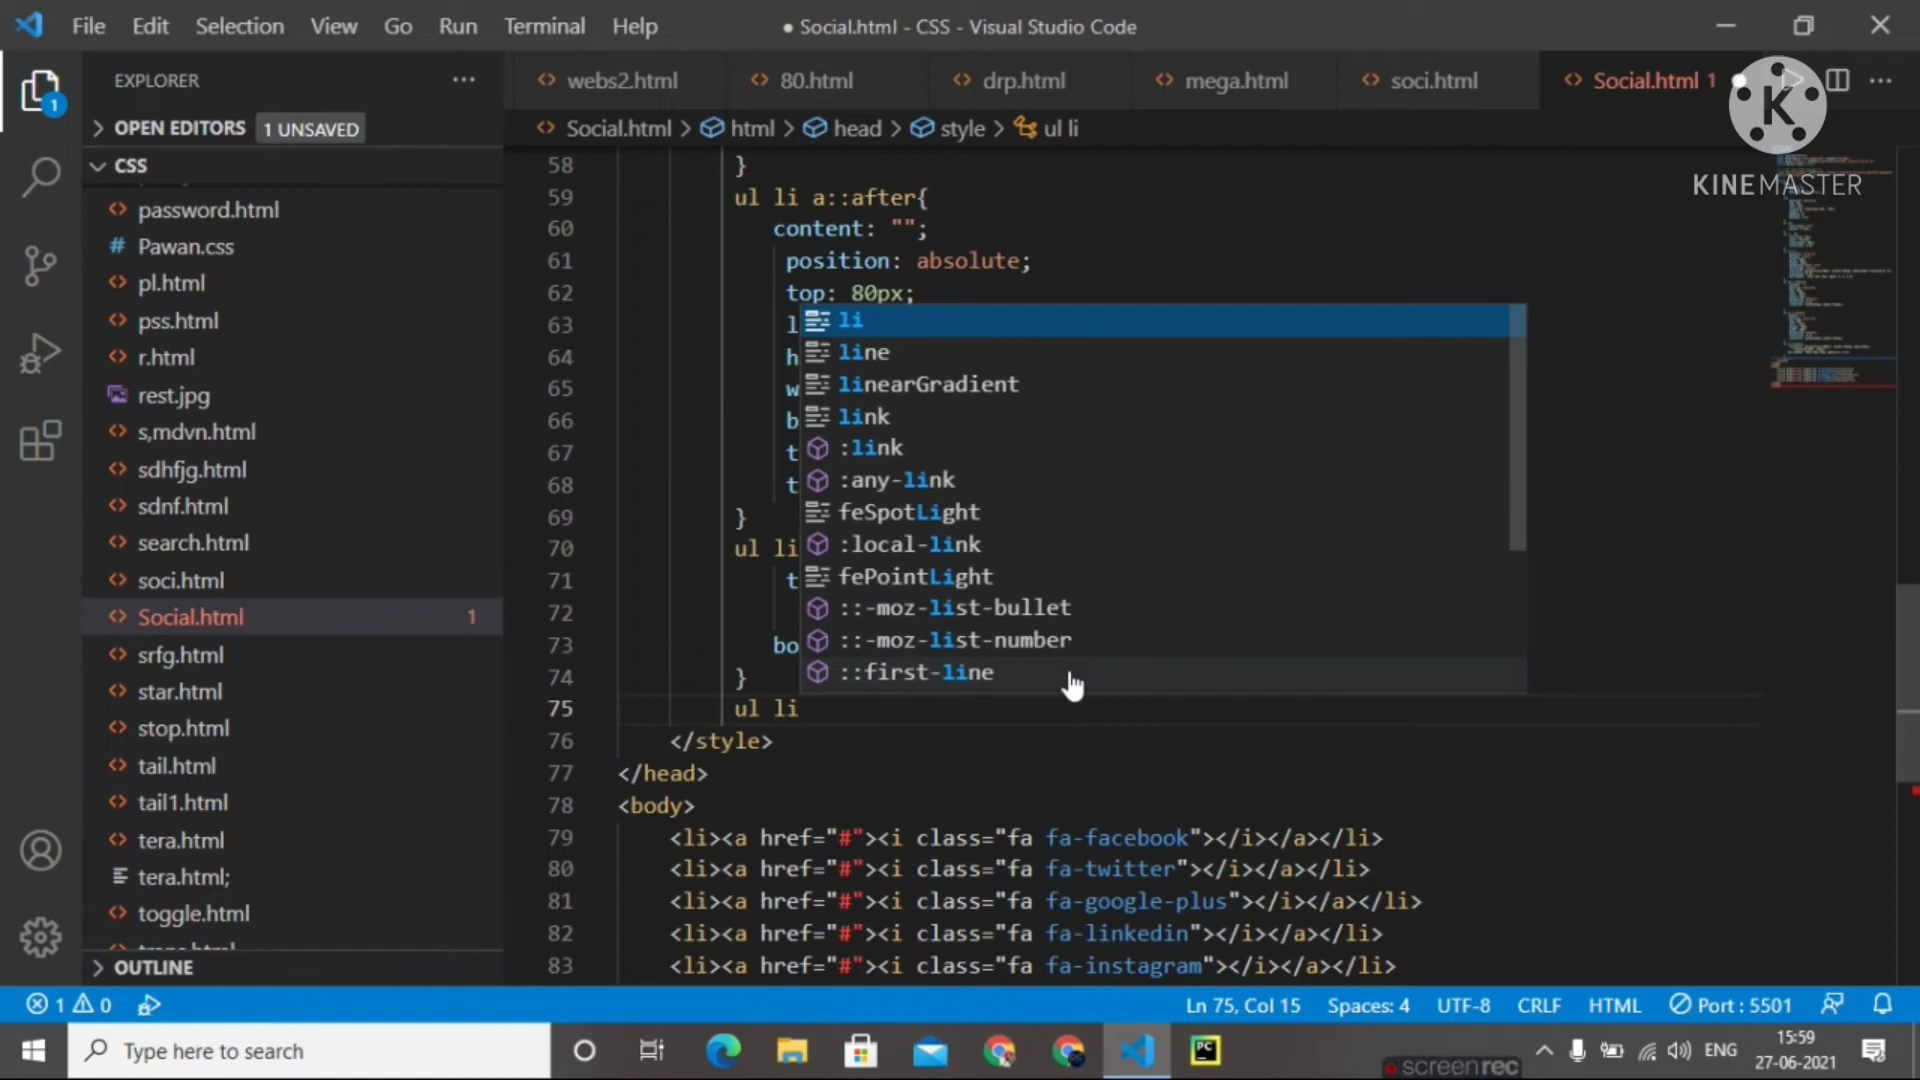 File Edit Selection View Go Run Terminal Help
● Social.html - CSS - Visual Studio Code
EXPLORER
webs2.html 80.html drp.html mega.html soci.html Social.html 1
OPEN EDITORS 1 UNSAVED
Social.html > html > head > style > ul li
K
KINEMASTER
CSS
password.html
Pawan.css
pl.html
pss.html
r.html
rest.jpg
s,mdvn.html
sdhfjg.html
sdnf.html
search.html
soci.html
Social.html 1
srfg.html
star.html
stop.html
tail.html
tail1.html
tera.html
tera.html;
toggle.html
OUTLINE
58 }
59 ul li a::after{
60 content: "";
61 position: absolute;
62 top: 80px;
63 l
64 h
65 w
66 b
67 t
68 t
69 }
70 ul li
71 t
72
73 bo
74 }
75 ul li
76 </style>
77 </head>
78 <body>
79 <li><a href="#"><i class="fa fa-facebook"></i></a></li>
80 <li><a href="#"><i class="fa fa-twitter"></i></a></li>
81 <li><a href="#"><i class="fa fa-google-plus"></i></a></li>
82 <li><a href="#"><i class="fa fa-linkedin"></i></a></li>
83 <li><a href="#"><i class="fa fa-instagram"></i></a></li>
li
line
linearGradient
link
:link
:any-link
feSpotLight
:local-link
fePointLight
::-moz-list-bullet
::-moz-list-number
::first-line
1 0
Ln 75, Col 15 Spaces: 4 UTF-8 CRLF HTML Port : 5501
Type here to search
PC
screenrec
ENG
15:59
27-06-2021